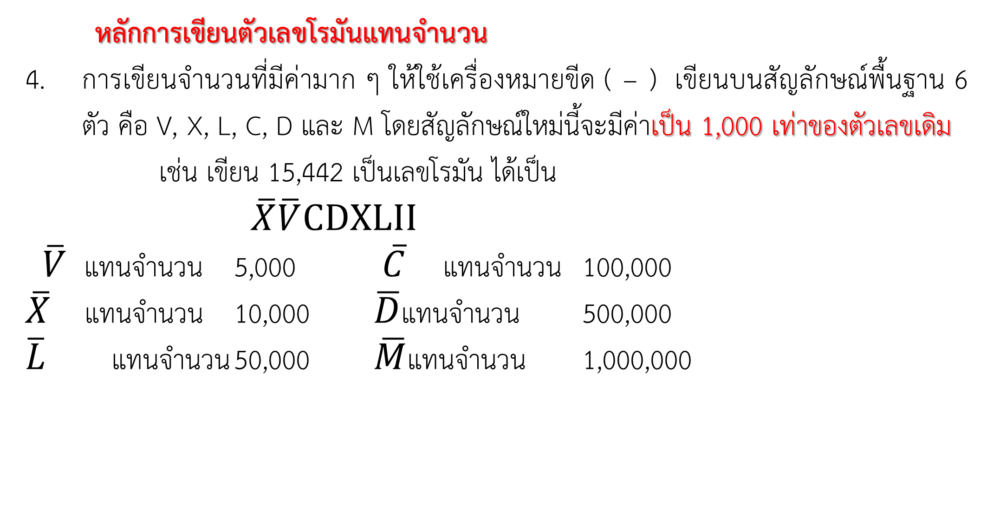 หลักการเขียนตัวเลขโรมันแทนจำนวน
4. การเขียนจำนวนที่มีค่ามาก ๆ ให้ใช้เครื่องหมายขีด ( – ) เขียนบนสัญลักษณ์พื้นฐาน 6
ตัว คือ V, X, L, C, D และ M โดยสัญลักษณ์ใหม่นี้จะมีค่าเป็น 1,000 เท่าของตัวเลขเดิม
เช่น เขียน 15,442 เป็นเลขโรมัน ได้เป็น
X̅V̅CDXLII
V̅ แทนจำนวน 5,000 C̅ แทนจำนวน 100,000
X̅ แทนจำนวน 10,000 D̅ แทนจำนวน 500,000
L̅ แทนจำนวน 50,000 M̅ แทนจำนวน 1,000,000